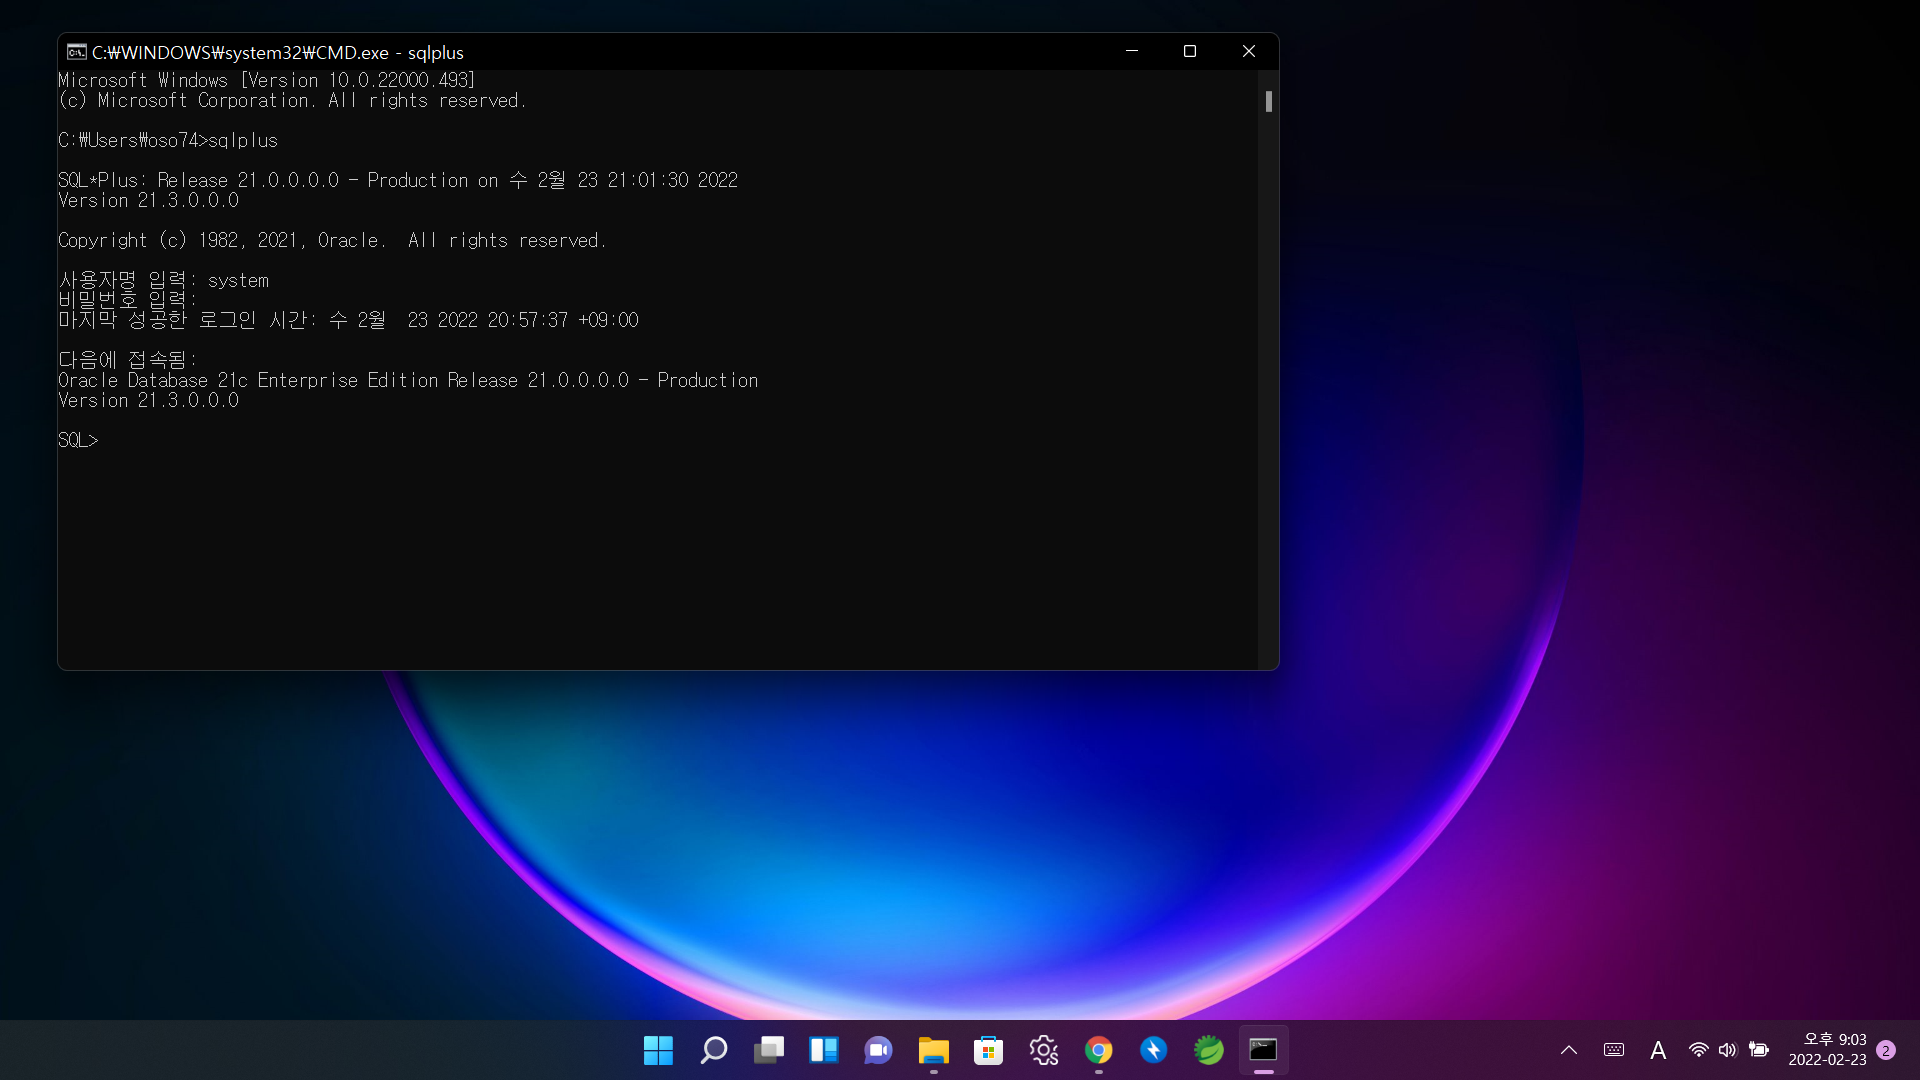 C:₩WINDOWS₩system32₩CMD.exe - sqlplus
Microsoft Windows [Version 10.0.22000.493]
(c) Microsoft Corporation. All rights reserved.
C:₩Users₩oso74>sqlplus
SQL*Plus: Release 21.0.0.0.0 - Production on 수 2월 23 21:01:30 2022
Version 21.3.0.0.0
Copyright (c) 1982, 2021, Oracle.  All rights reserved.
사용자명 입력: system
비밀번호 입력:
마지막 성공한 로그인 시간: 수 2월  23 2022 20:57:37 +09:00
다음에 접속됨:
Oracle Database 21c Enterprise Edition Release 21.0.0.0.0 - Production
Version 21.3.0.0.0
SQL>
A
오후 9:03
2022-02-23
2